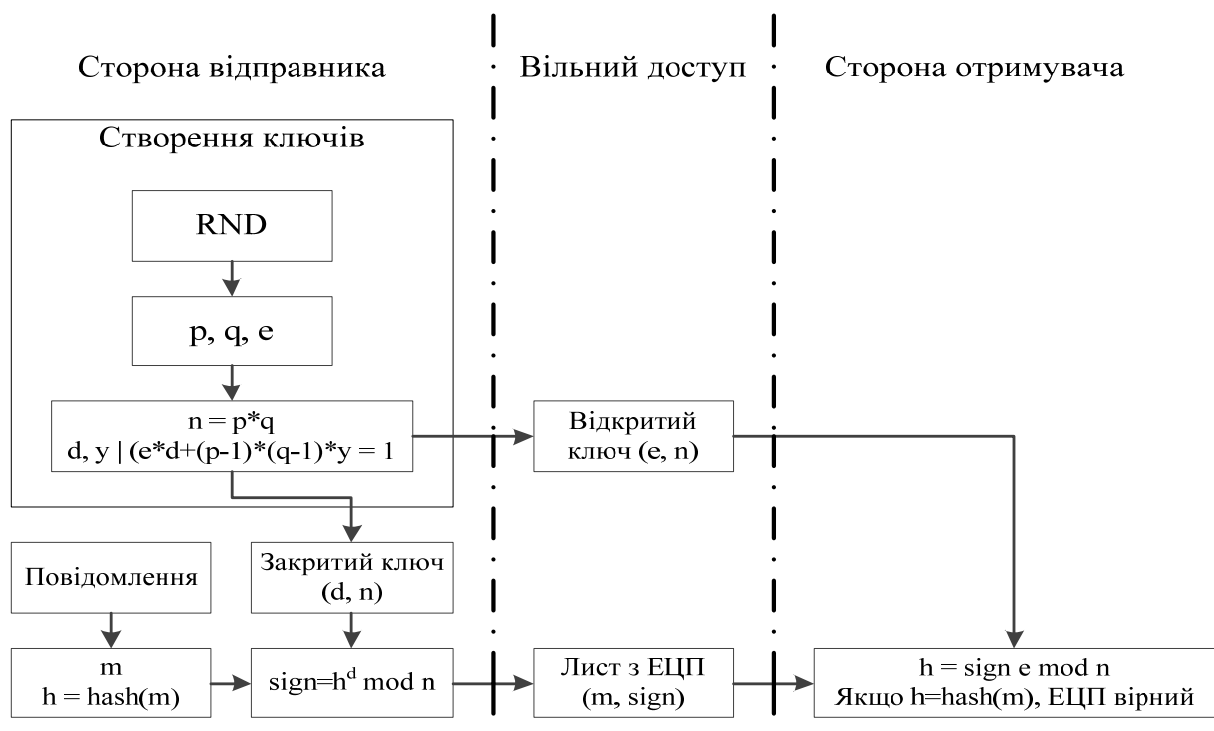 Сторона відправника
Вільний доступ
Сторона отримувача
Створення ключів
RND
p, q, e
n = p*q
d, y | (e*d+(p-1)*(q-1)*y = 1
Відкритий
ключ (e, n)
Повідомлення
Закритий ключ
(d, n)
m
h = hash(m)
sign=hᵈ mod n
Лист з ЕЦП
(m, sign)
h = sign e mod n
Якщо h=hash(m), ЕЦП вірний